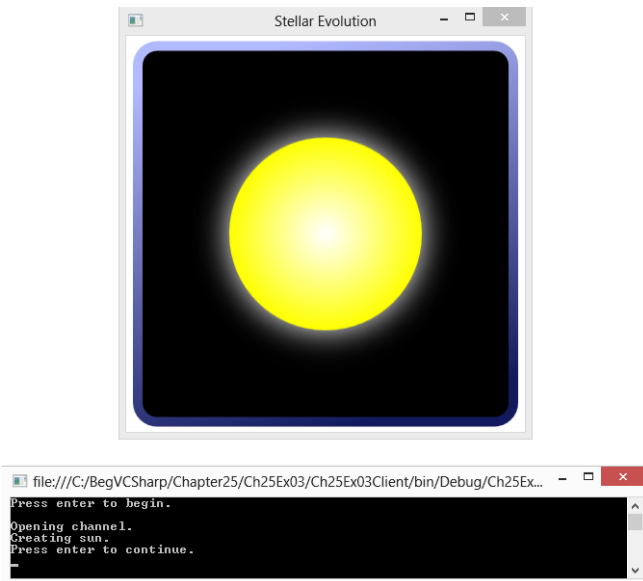 Stellar Evolution
file:///C:/BegVCSharp/Chapter25/Ch25Ex03/Ch25Ex03Client/bin/Debug/Ch25Ex...
Press enter to begin.
Opening channel.
Creating sun.
Press enter to continue.